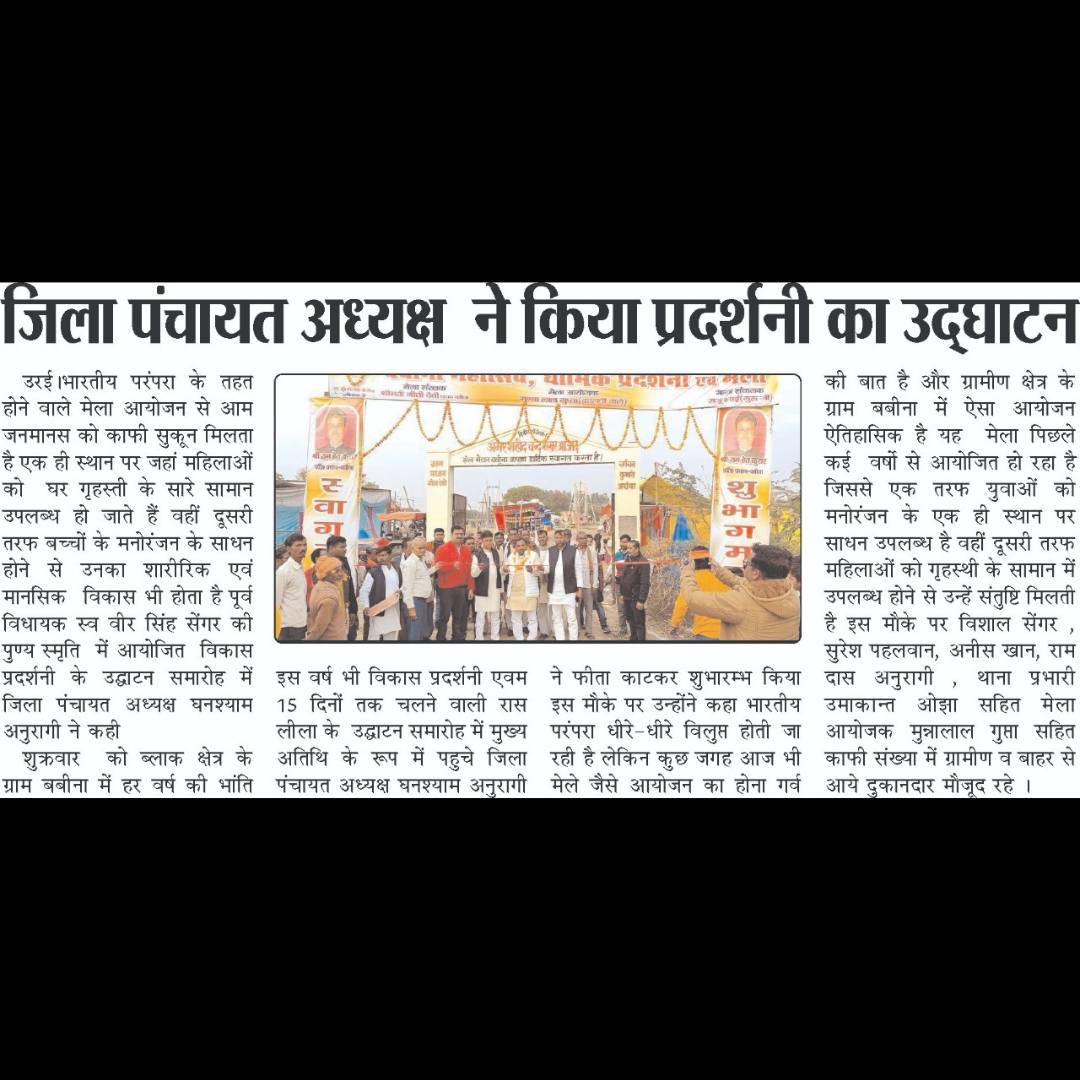 जिला पंचायत अध्यक्ष ने किया प्रदर्शनी का उद्घाटन
उरई।भारतीय परंपरा के तहत
होने वाले मेला आयोजन से आम
जनमानस को काफी सुकून मिलता
है एक ही स्थान पर जहां महिलाओं
को घर गृहस्ती के सारे सामान
उपलब्ध हो जाते हैं वहीं दूसरी
तरफ बच्चों के मनोरंजन के साधन
होने से उनका शारीरिक एवं
मानसिक विकास भी होता है पूर्व
विधायक स्व वीर सिंह सेंगर की
पुण्य स्मृति में आयोजित विकास
प्रदर्शनी के उद्घाटन समारोह में
जिला पंचायत अध्यक्ष घनश्याम
अनुरागी ने कही
शुक्रवार को ब्लाक क्षेत्र के
ग्राम बबीना में हर वर्ष की भांति
धार्मिक प्रदर्शनी एवं मेला
मेला संरक्षक
स्वाग
शुभागम
इस वर्ष भी विकास प्रदर्शनी एवम
15 दिनों तक चलने वाली रास
लीला के उद्घाटन समारोह में मुख्य
अतिथि के रूप में पहुचे जिला
पंचायत अध्यक्ष घनश्याम अनुरागी
ने फीता काटकर शुभारम्भ किया
इस मौके पर उन्होंने कहा भारतीय
परंपरा धीरे-धीरे विलुप्त होती जा
रही है लेकिन कुछ जगह आज भी
मेले जैसे आयोजन का होना गर्व
की बात है और ग्रामीण क्षेत्र के
ग्राम बबीना में ऐसा आयोजन
ऐतिहासिक है यह मेला पिछले
कई वर्षो से आयोजित हो रहा है
जिससे एक तरफ युवाओं को
मनोरंजन के एक ही स्थान पर
साधन उपलब्ध है वहीं दूसरी तरफ
महिलाओं को गृहस्थी के सामान में
उपलब्ध होने से उन्हें संतुष्टि मिलती
है इस मौके पर विशाल सेंगर ,
सुरेश पहलवान, अनीस खान, राम
दास अनुरागी , थाना प्रभारी
उमाकान्त ओझा सहित मेला
आयोजक मुन्नालाल गुप्ता सहित
काफी संख्या में ग्रामीण व बाहर से
आये दुकानदार मौजूद रहे ।